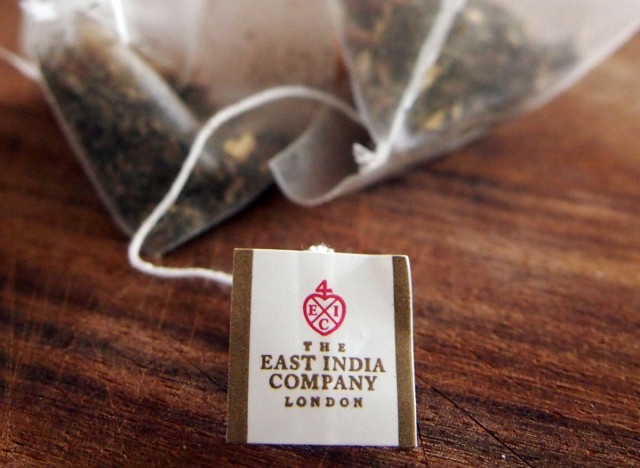 4
E I
C
THE
EAST INDIA
COMPANY
LONDON